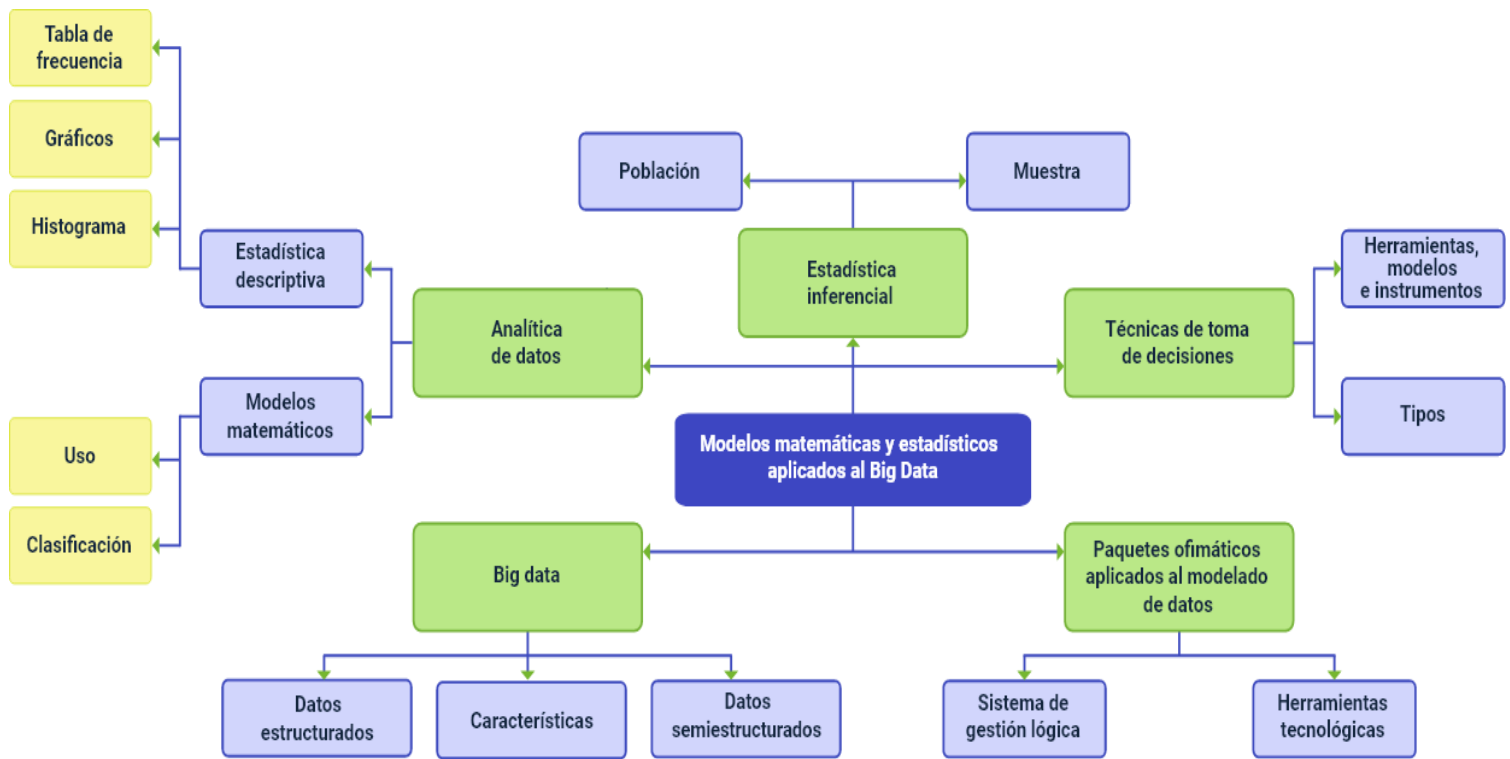 Tabla de
frecuencia
Gráficos
Histograma
Estadística
descriptiva
Uso
Clasificación
Modelos
matemáticos
Analítica
de datos
Población
Muestra
Estadística
inferencial
Técnicas de toma
de decisiones
Herramientas,
modelos
e instrumentos
Tipos
Modelos matemáticas y estadísticos
aplicados al Big Data
Big data
Datos
estructurados
Características
Datos
semiestructurados
Paquetes ofimáticos
aplicados al modelado
de datos
Sistema de
gestión lógica
Herramientas
tecnológicas